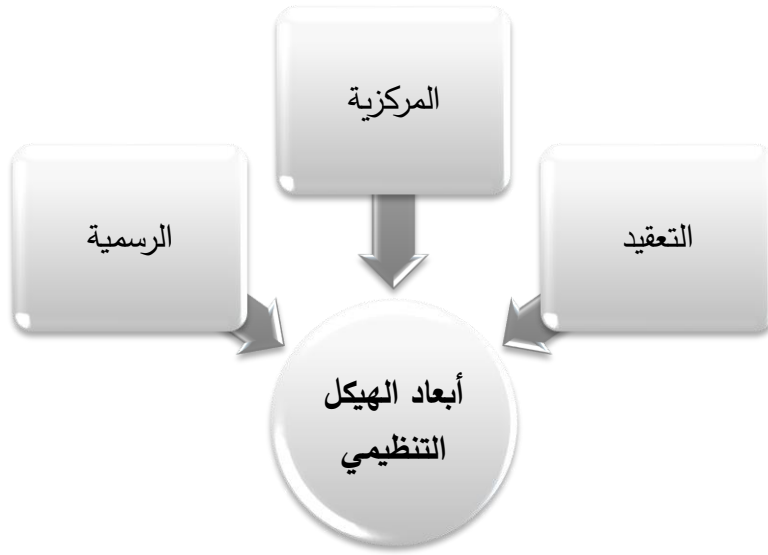 المركزية
التعقيد
الرسمية
أبعاد الهيكل
التنظيمي